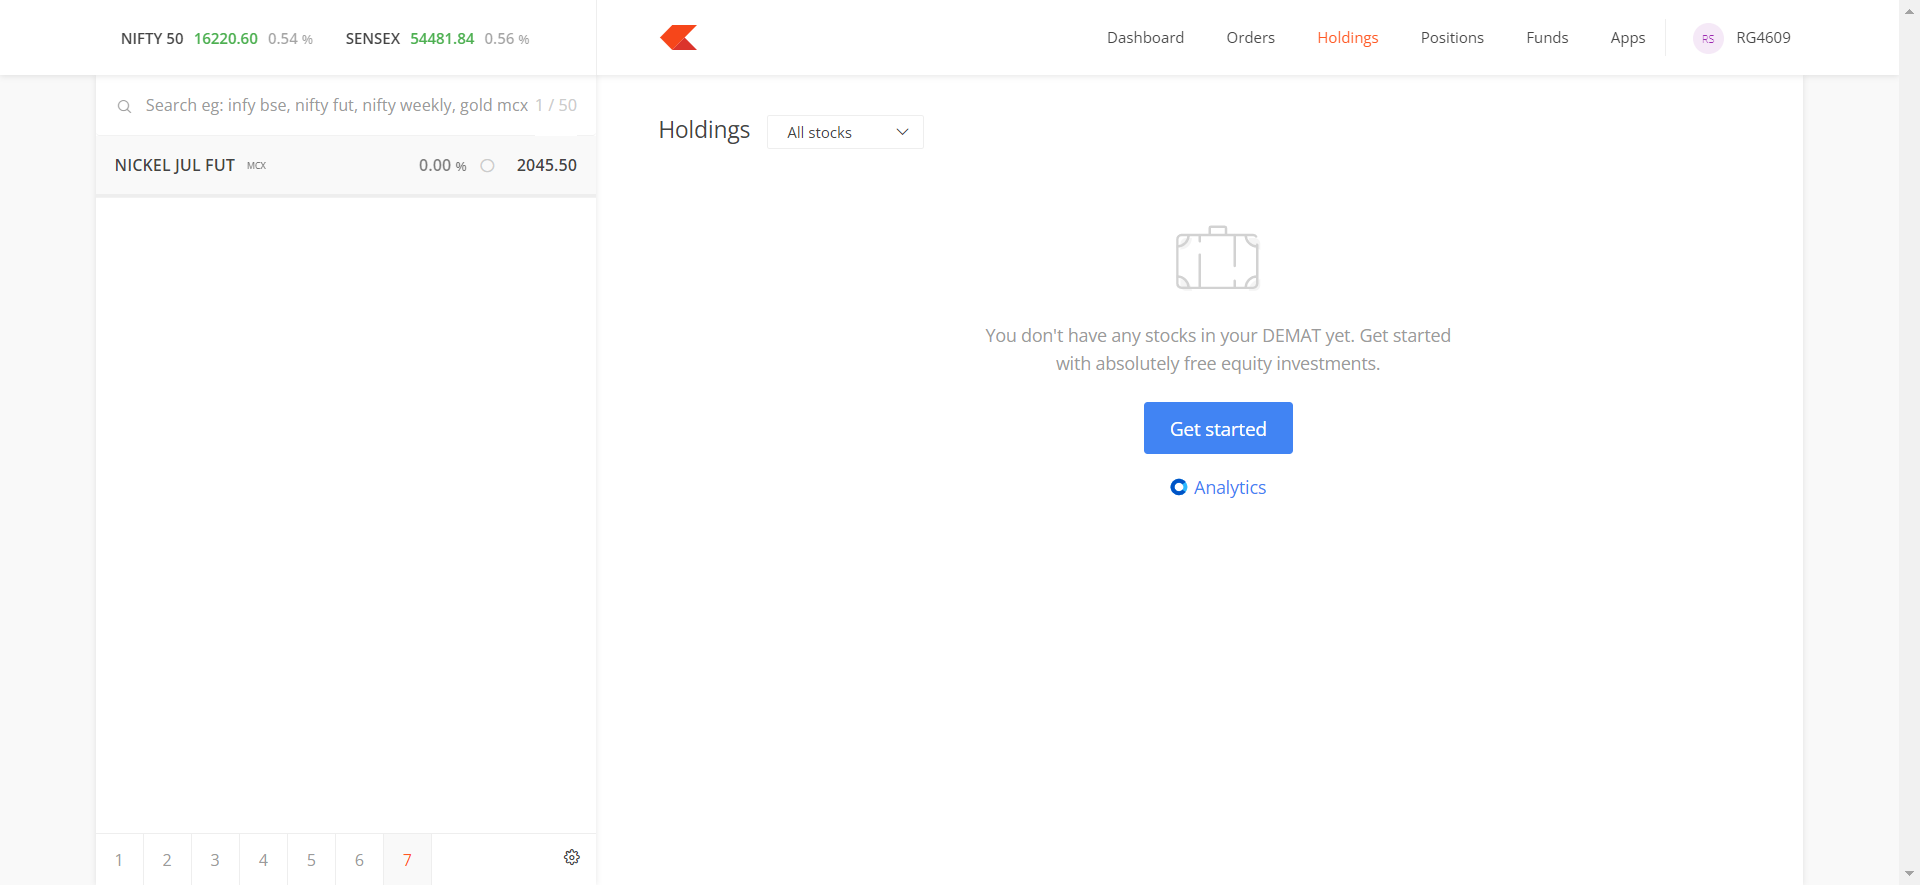 NIFTY 50 16220.60 0.54 % SENSEX 54481.84 0.56 %
Dashboard Orders Holdings Positions Funds Apps RS RG4609
Search eg: infy bse, nifty fut, nifty weekly, gold mcx 1 / 50
NICKEL JUL FUT MCX 0.00 % 2045.50
Holdings All stocks
You don't have any stocks in your DEMAT yet. Get started
with absolutely free equity investments.
Get started
Analytics
1 2 3 4 5 6 7